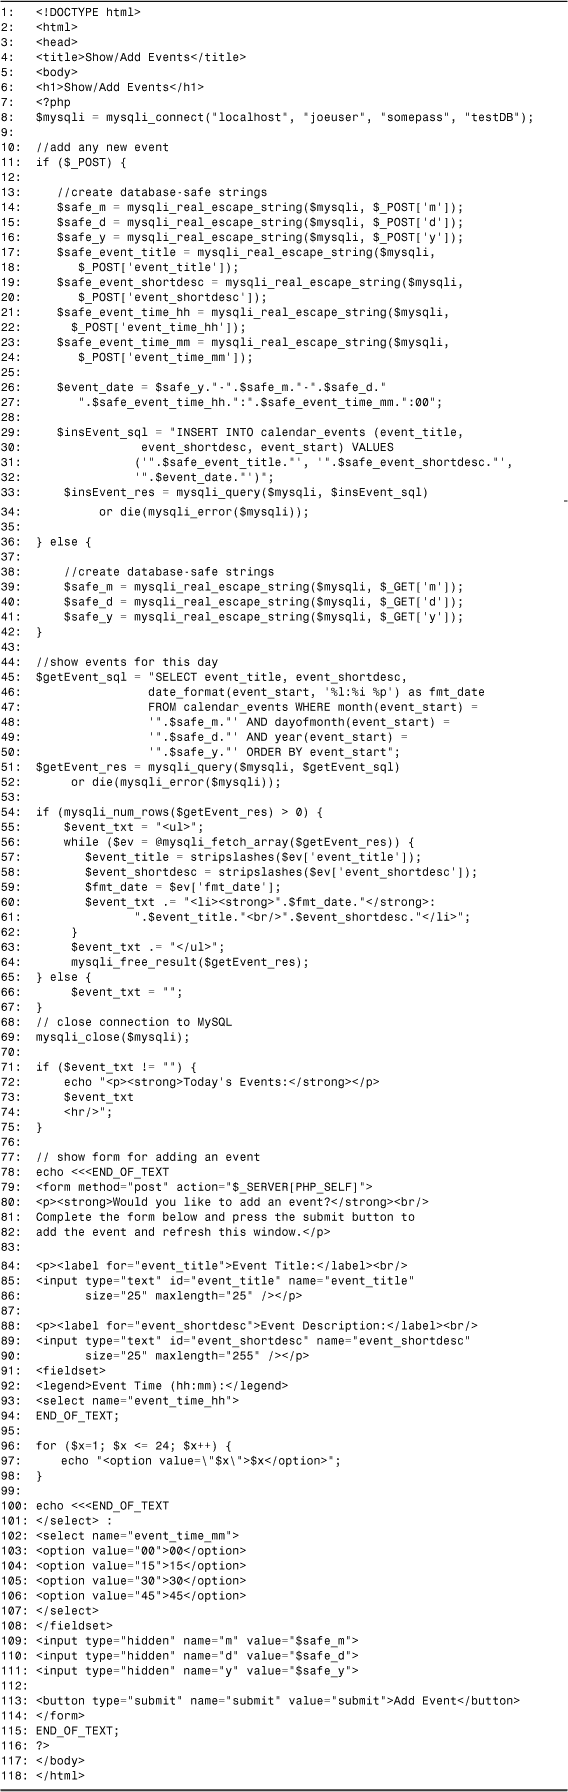 1: <!DOCTYPE html>
2: <html>
3: <head>
4: <title>Show/Add Events</title>
5: <body>
6: <h1>Show/Add Events</h1>
7: <?php
8: $mysqli = mysqli_connect("localhost", "joeuser", "somepass", "testDB");
9:
10: //add any new event
11: if ($_POST) {
12:
13:    //create database-safe strings
14:    $safe_m = mysqli_real_escape_string($mysqli, $_POST['m']);
15:    $safe_d = mysqli_real_escape_string($mysqli, $_POST['d']);
16:    $safe_y = mysqli_real_escape_string($mysqli, $_POST['y']);
17:    $safe_event_title = mysqli_real_escape_string($mysqli,
18:       $_POST['event_title']);
19:    $safe_event_shortdesc = mysqli_real_escape_string($mysqli,
20:       $_POST['event_shortdesc']);
21:    $safe_event_time_hh = mysqli_real_escape_string($mysqli,
22:      $_POST['event_time_hh']);
23:    $safe_event_time_mm = mysqli_real_escape_string($mysqli,
24:       $_POST['event_time_mm']);
25:
26:    $event_date = $safe_y."-".$safe_m."-".$safe_d."
27:       ".$safe_event_time_hh.":".$safe_event_time_mm.":00";
28:
29:    $insEvent_sql = "INSERT INTO calendar_events (event_title,
30:                event_shortdesc, event_start) VALUES
31:               ('".$safe_event_title."', '".$safe_event_shortdesc."',
32:               '".$event_date."')";
33:     $insEvent_res = mysqli_query($mysqli, $insEvent_sql)
34:          or die(mysqli_error($mysqli));
35:
36: } else {
37:
38:     //create database-safe strings
39:     $safe_m = mysqli_real_escape_string($mysqli, $_GET['m']);
40:     $safe_d = mysqli_real_escape_string($mysqli, $_GET['d']);
41:     $safe_y = mysqli_real_escape_string($mysqli, $_GET['y']);
42: }
43:
44: //show events for this day
45: $getEvent_sql = "SELECT event_title, event_shortdesc,
46:                 date_format(event_start, '%l:%i %p') as fmt_date
47:                 FROM calendar_events WHERE month(event_start) =
48:                 '".$safe_m."' AND dayofmonth(event_start) =
49:                 '".$safe_d."' AND year(event_start) =
50:                 '".$safe_y."' ORDER BY event_start";
51: $getEvent_res = mysqli_query($mysqli, $getEvent_sql)
52:      or die(mysqli_error($mysqli));
53:
54: if (mysqli_num_rows($getEvent_res) > 0) {
55:     $event_txt = "<ul>";
56:     while ($ev = @mysqli_fetch_array($getEvent_res)) {
57:        $event_title = stripslashes($ev['event_title']);
58:        $event_shortdesc = stripslashes($ev['event_shortdesc']);
59:        $fmt_date = $ev['fmt_date'];
60:        $event_txt .= "<li><strong>".$fmt_date."</strong>:
61:               ".$event_title."<br/>".$event_shortdesc."</li>";
62:      }
63:      $event_txt .= "</ul>";
64:      mysqli_free_result($getEvent_res);
65: } else {
66:      $event_txt = "";
67: }
68: // close connection to MySQL
69: mysqli_close($mysqli);
70:
71: if ($event_txt != "") {
72:     echo "<p><strong>Today's Events:</strong></p>
73:     $event_txt
74:     <hr/>";
75: }
76:
77: // show form for adding an event
78: echo <<<END_OF_TEXT
79: <form method="post" action="$_SERVER[PHP_SELF]">
80: <p><strong>Would you like to add an event?</strong><br/>
81: Complete the form below and press the submit button to
82: add the event and refresh this window.</p>
83:
84: <p><label for="event_title">Event Title:</label><br/>
85: <input type="text" id="event_title" name="event_title"
86:        size="25" maxlength="25" /></p>
87:
88: <p><label for="event_shortdesc">Event Description:</label><br/>
89: <input type="text" id="event_shortdesc" name="event_shortdesc"
90:        size="25" maxlength="255" /></p>
91: <fieldset>
92: <legend>Event Time (hh:mm):</legend>
93: <select name="event_time_hh">
94: END_OF_TEXT;
95:
96: for ($x=1; $x <= 24; $x++) {
97:     echo "<option value=\"$x\">$x</option>";
98: }
99:
100: echo <<<END_OF_TEXT
101: </select> :
102: <select name="event_time_mm">
103: <option value="00">00</option>
104: <option value="15">15</option>
105: <option value="30">30</option>
106: <option value="45">45</option>
107: </select>
108: </fieldset>
109: <input type="hidden" name="m" value="$safe_m">
110: <input type="hidden" name="d" value="$safe_d">
111: <input type="hidden" name="y" value="$safe_y">
112:
113: <button type="submit" name="submit" value="submit">Add Event</button>
114: </form>
115: END_OF_TEXT;
116: ?>
117: </body>
118: </html>